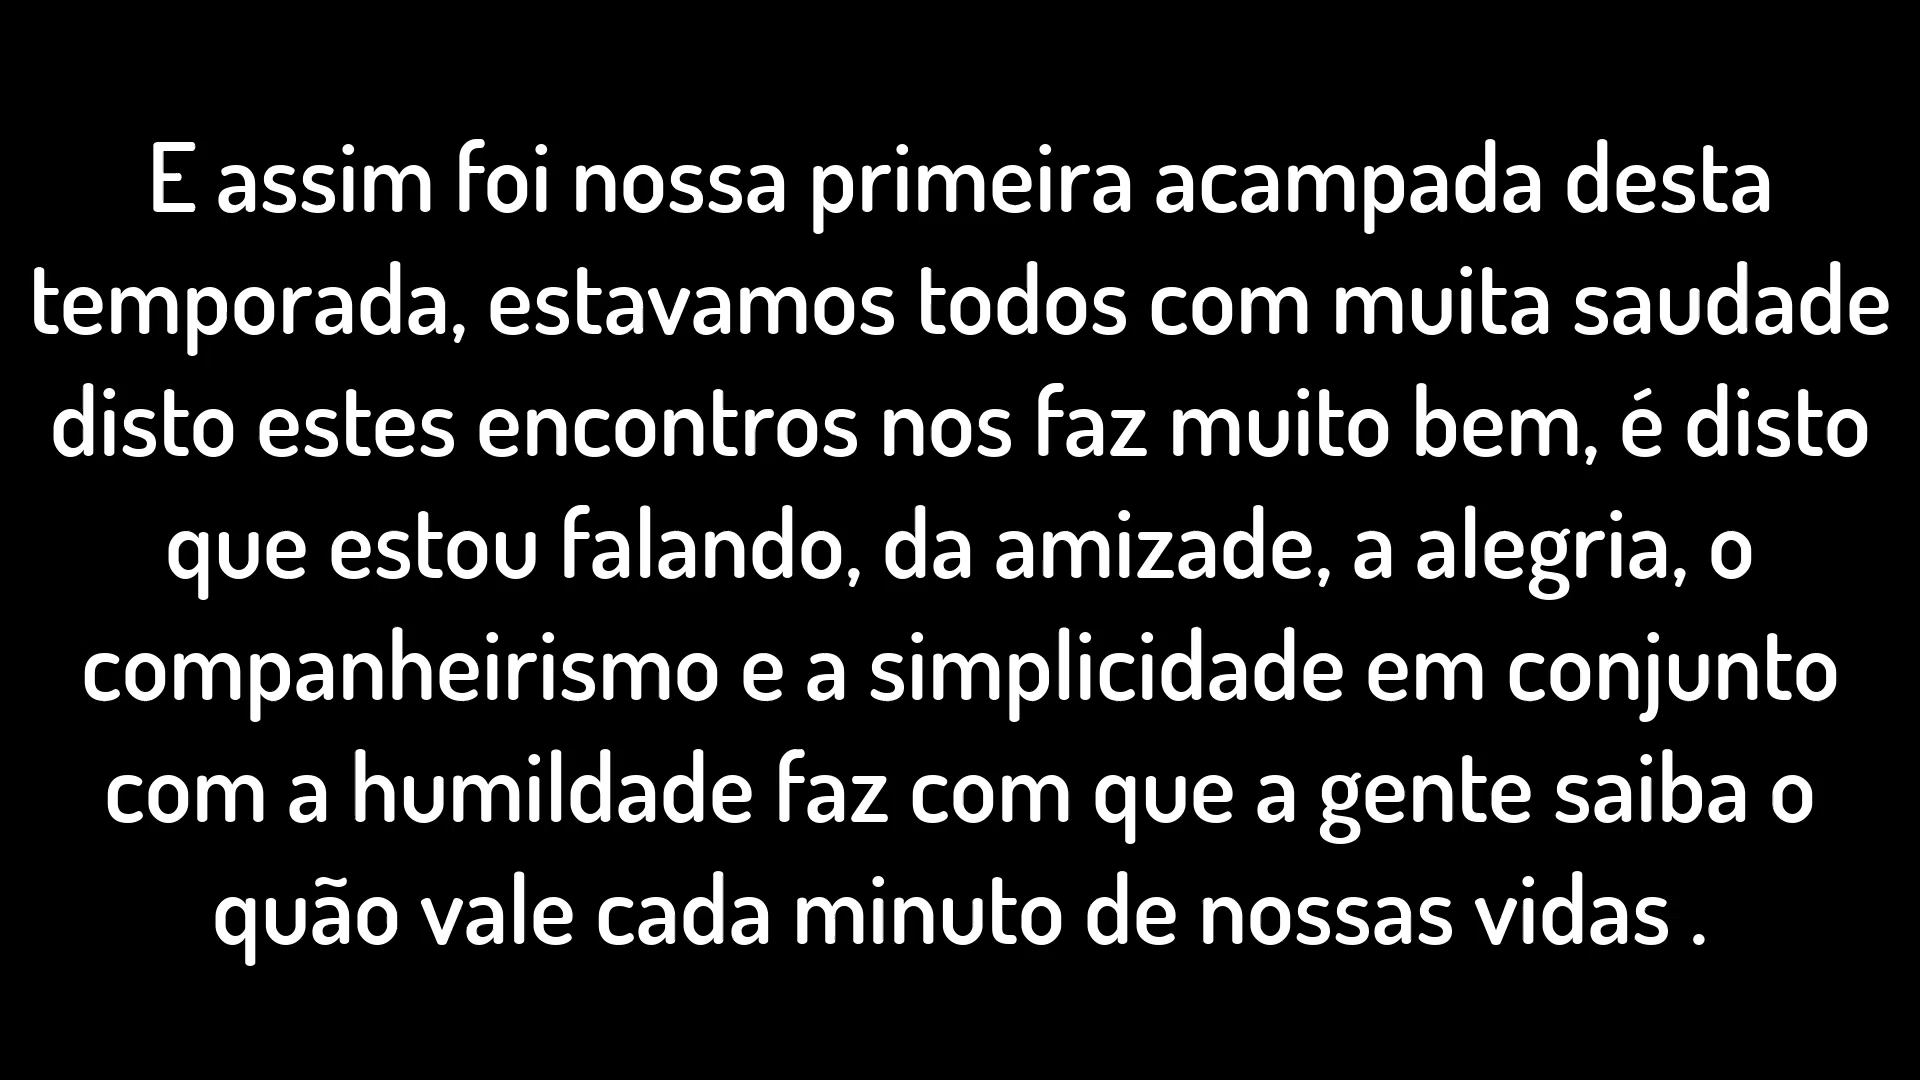 E assim foi nossa primeira acampada desta
temporada, estavamos todos com muita saudade
disto estes encontros nos faz muito bem, é disto
que estou falando, da amizade, a alegria, o
companheirismo e a simplicidade em conjunto
com a humildade faz com que a gente saiba o
quão vale cada minuto de nossas vidas .